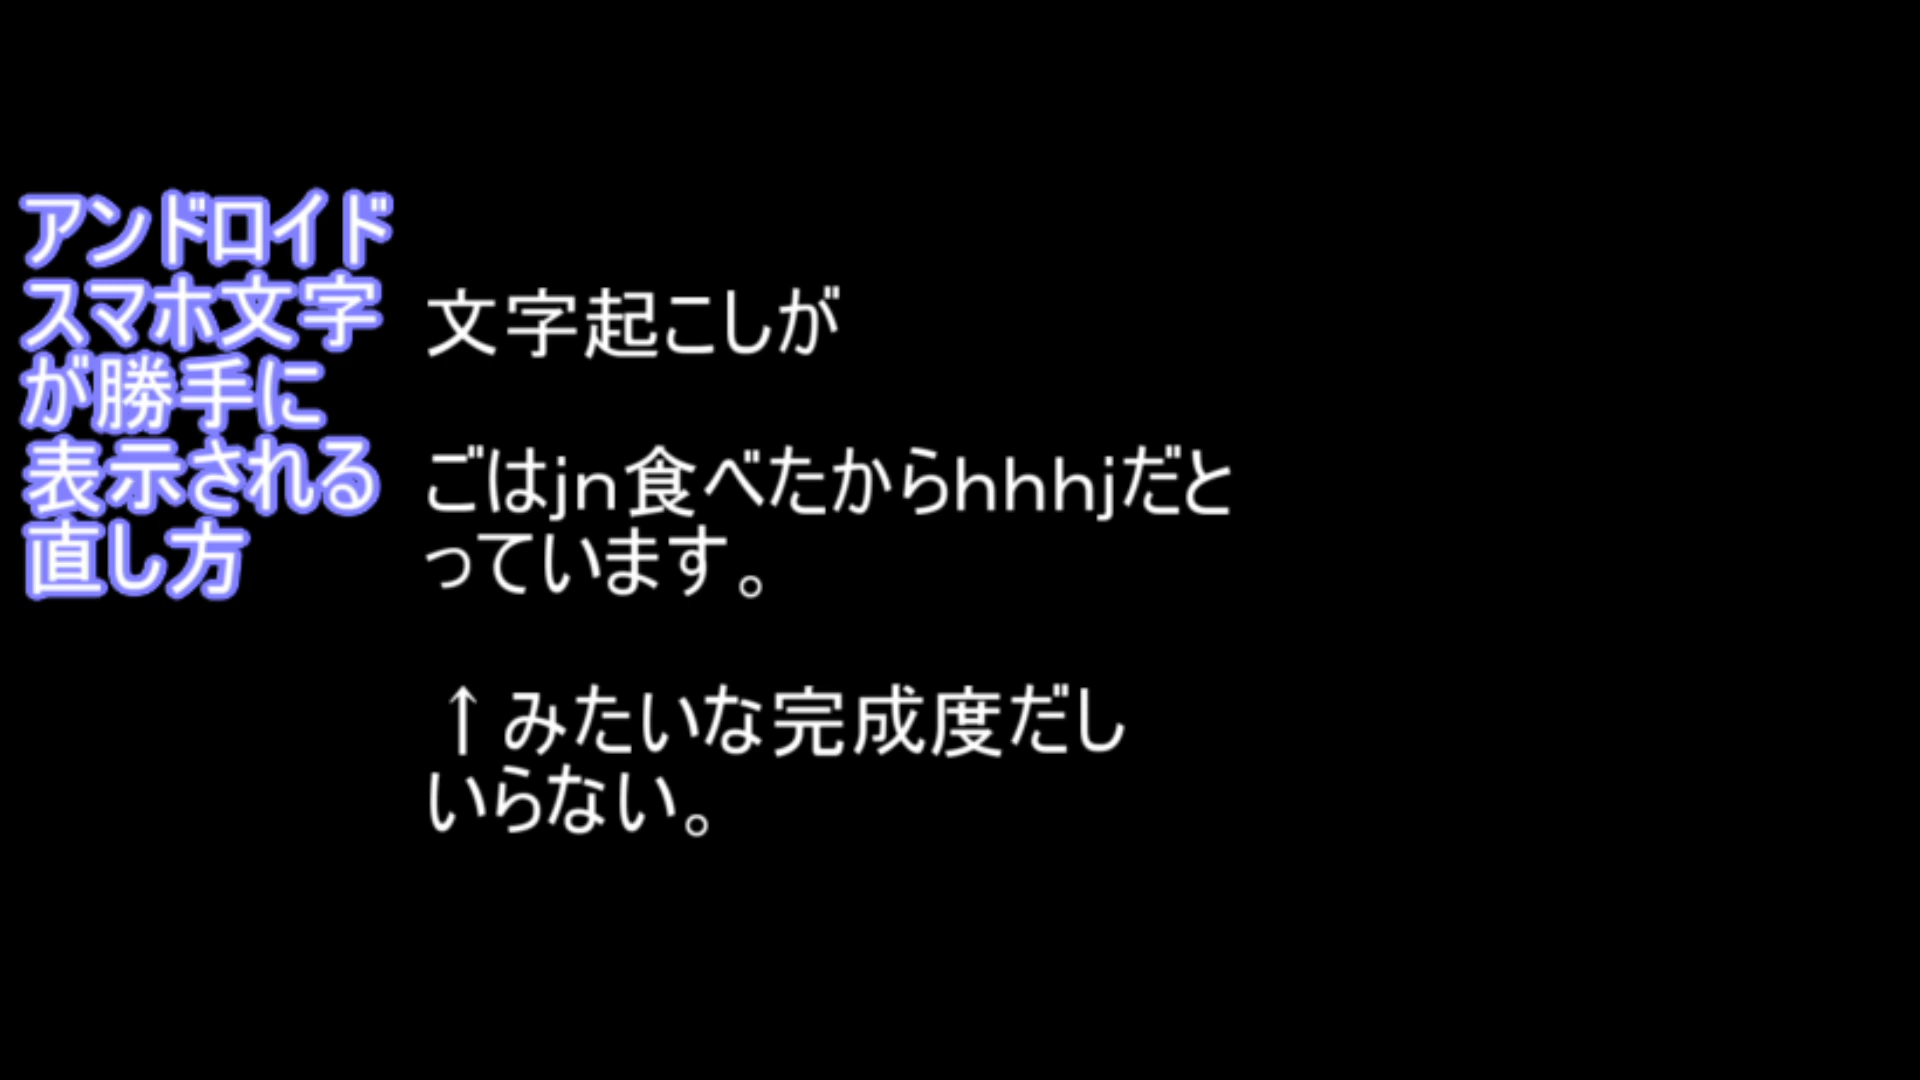 アンドロイド
スマホ文字
が勝手に
表示される
直し方
文字起こしが
ごはjn食べたからhhhjだと
っています。
↑みたいな完成度だし
いらない。